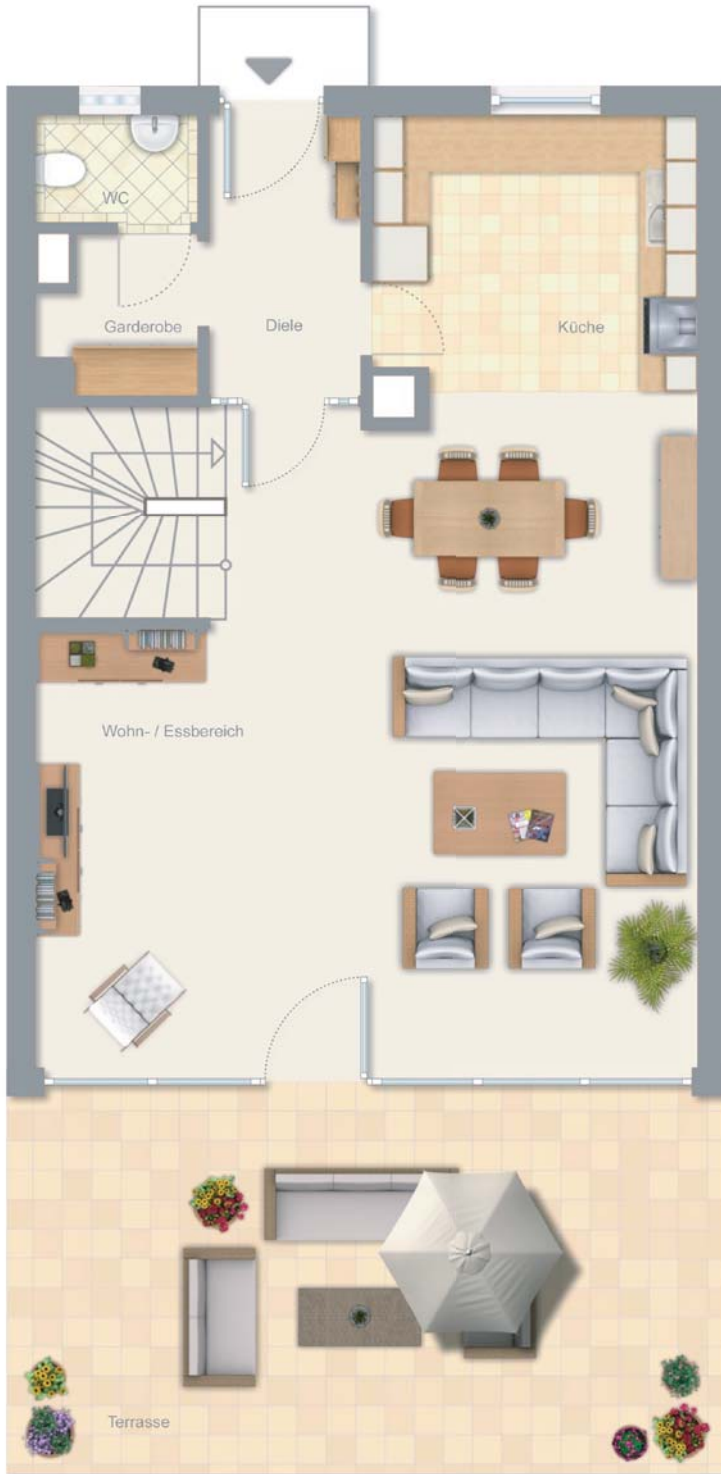 WC
Garderobe
Diele
Küche
Wohn- / Essbereich
Terrasse